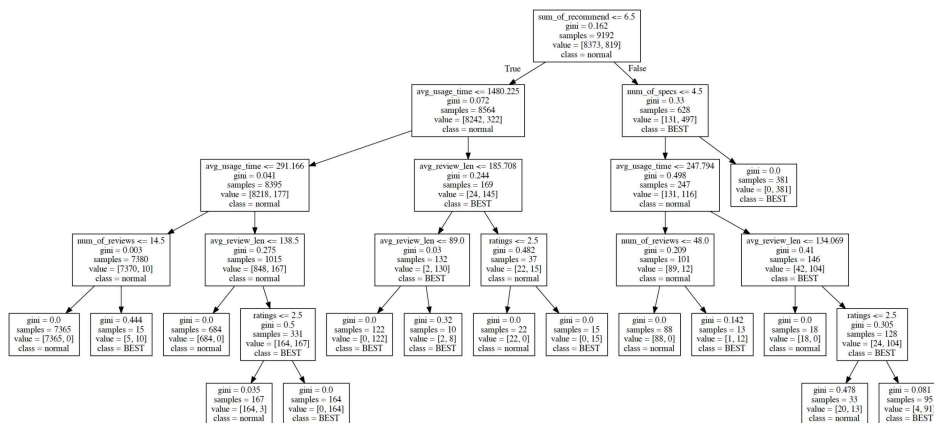 sum_of_recommend <= 6.5
gini = 0.162
samples = 9192
value = [8373, 819]
class = normal
True
False
avg_usage_time <= 1480.225
gini = 0.072
samples = 8564
value = [8242, 322]
class = normal
num_of_specs <= 4.5
gini = 0.33
samples = 628
value = [131, 497]
class = BEST
avg_usage_time <= 291.166
gini = 0.041
samples = 8395
value = [8218, 177]
class = normal
avg_review_len <= 185.708
gini = 0.244
samples = 169
value = [24, 145]
class = BEST
avg_usage_time <= 247.794
gini = 0.498
samples = 247
value = [131, 116]
class = normal
gini = 0.0
samples = 381
value = [0, 381]
class = BEST
num_of_reviews <= 14.5
gini = 0.003
samples = 7380
value = [7370, 10]
class = normal
avg_review_len <= 138.5
gini = 0.275
samples = 1015
value = [848, 167]
class = normal
avg_review_len <= 89.0
gini = 0.03
samples = 132
value = [2, 130]
class = BEST
ratings <= 2.5
gini = 0.482
samples = 37
value = [22, 15]
class = normal
num_of_reviews <= 48.0
gini = 0.209
samples = 101
value = [89, 12]
class = normal
avg_review_len <= 134.069
gini = 0.41
samples = 146
value = [42, 104]
class = BEST
gini = 0.0
samples = 7365
value = [7365, 0]
class = normal
gini = 0.444
samples = 15
value = [5, 10]
class = BEST
gini = 0.0
samples = 684
value = [684, 0]
class = normal
ratings <= 2.5
gini = 0.5
samples = 331
value = [164, 167]
class = BEST
gini = 0.0
samples = 122
value = [0, 122]
class = BEST
gini = 0.32
samples = 10
value = [2, 8]
class = BEST
gini = 0.0
samples = 22
value = [22, 0]
class = normal
gini = 0.0
samples = 15
value = [0, 15]
class = BEST
gini = 0.0
samples = 88
value = [88, 0]
class = normal
gini = 0.142
samples = 13
value = [1, 12]
class = BEST
gini = 0.0
samples = 18
value = [18, 0]
class = normal
ratings <= 2.5
gini = 0.305
samples = 128
value = [24, 104]
class = BEST
gini = 0.035
samples = 167
value = [164, 3]
class = normal
gini = 0.0
samples = 164
value = [0, 164]
class = BEST
gini = 0.478
samples = 33
value = [20, 13]
class = normal
gini = 0.081
samples = 95
value = [4, 91]
class = BEST